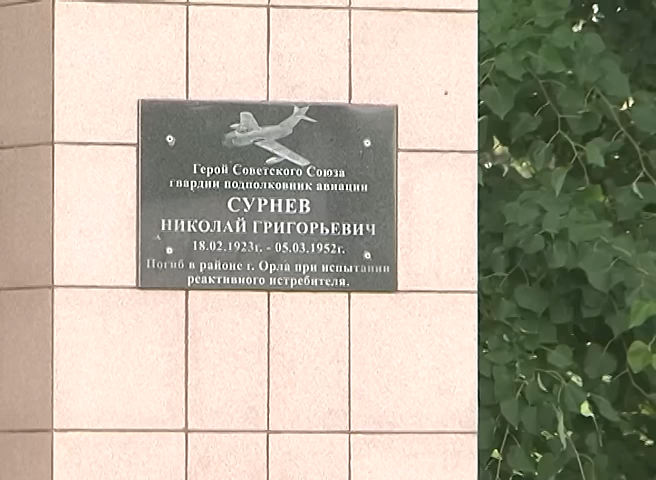 Герой Советского Союза
гвардии подполковник авиации
СУРНЕВ
НИКОЛАЙ ГРИГОРЬЕВИЧ
18.02.1923г. - 05.03.1952г.
Погиб в районе г. Орла при испытании
реактивного истребителя.